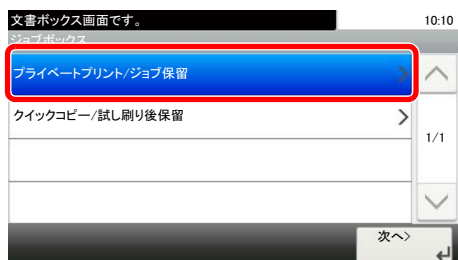 文書ボックス画面です。 10:10
ジョブボックス
プライベートプリント/ジョブ保留
クイックコピー/試し刷り後保留
1/1
次へ>